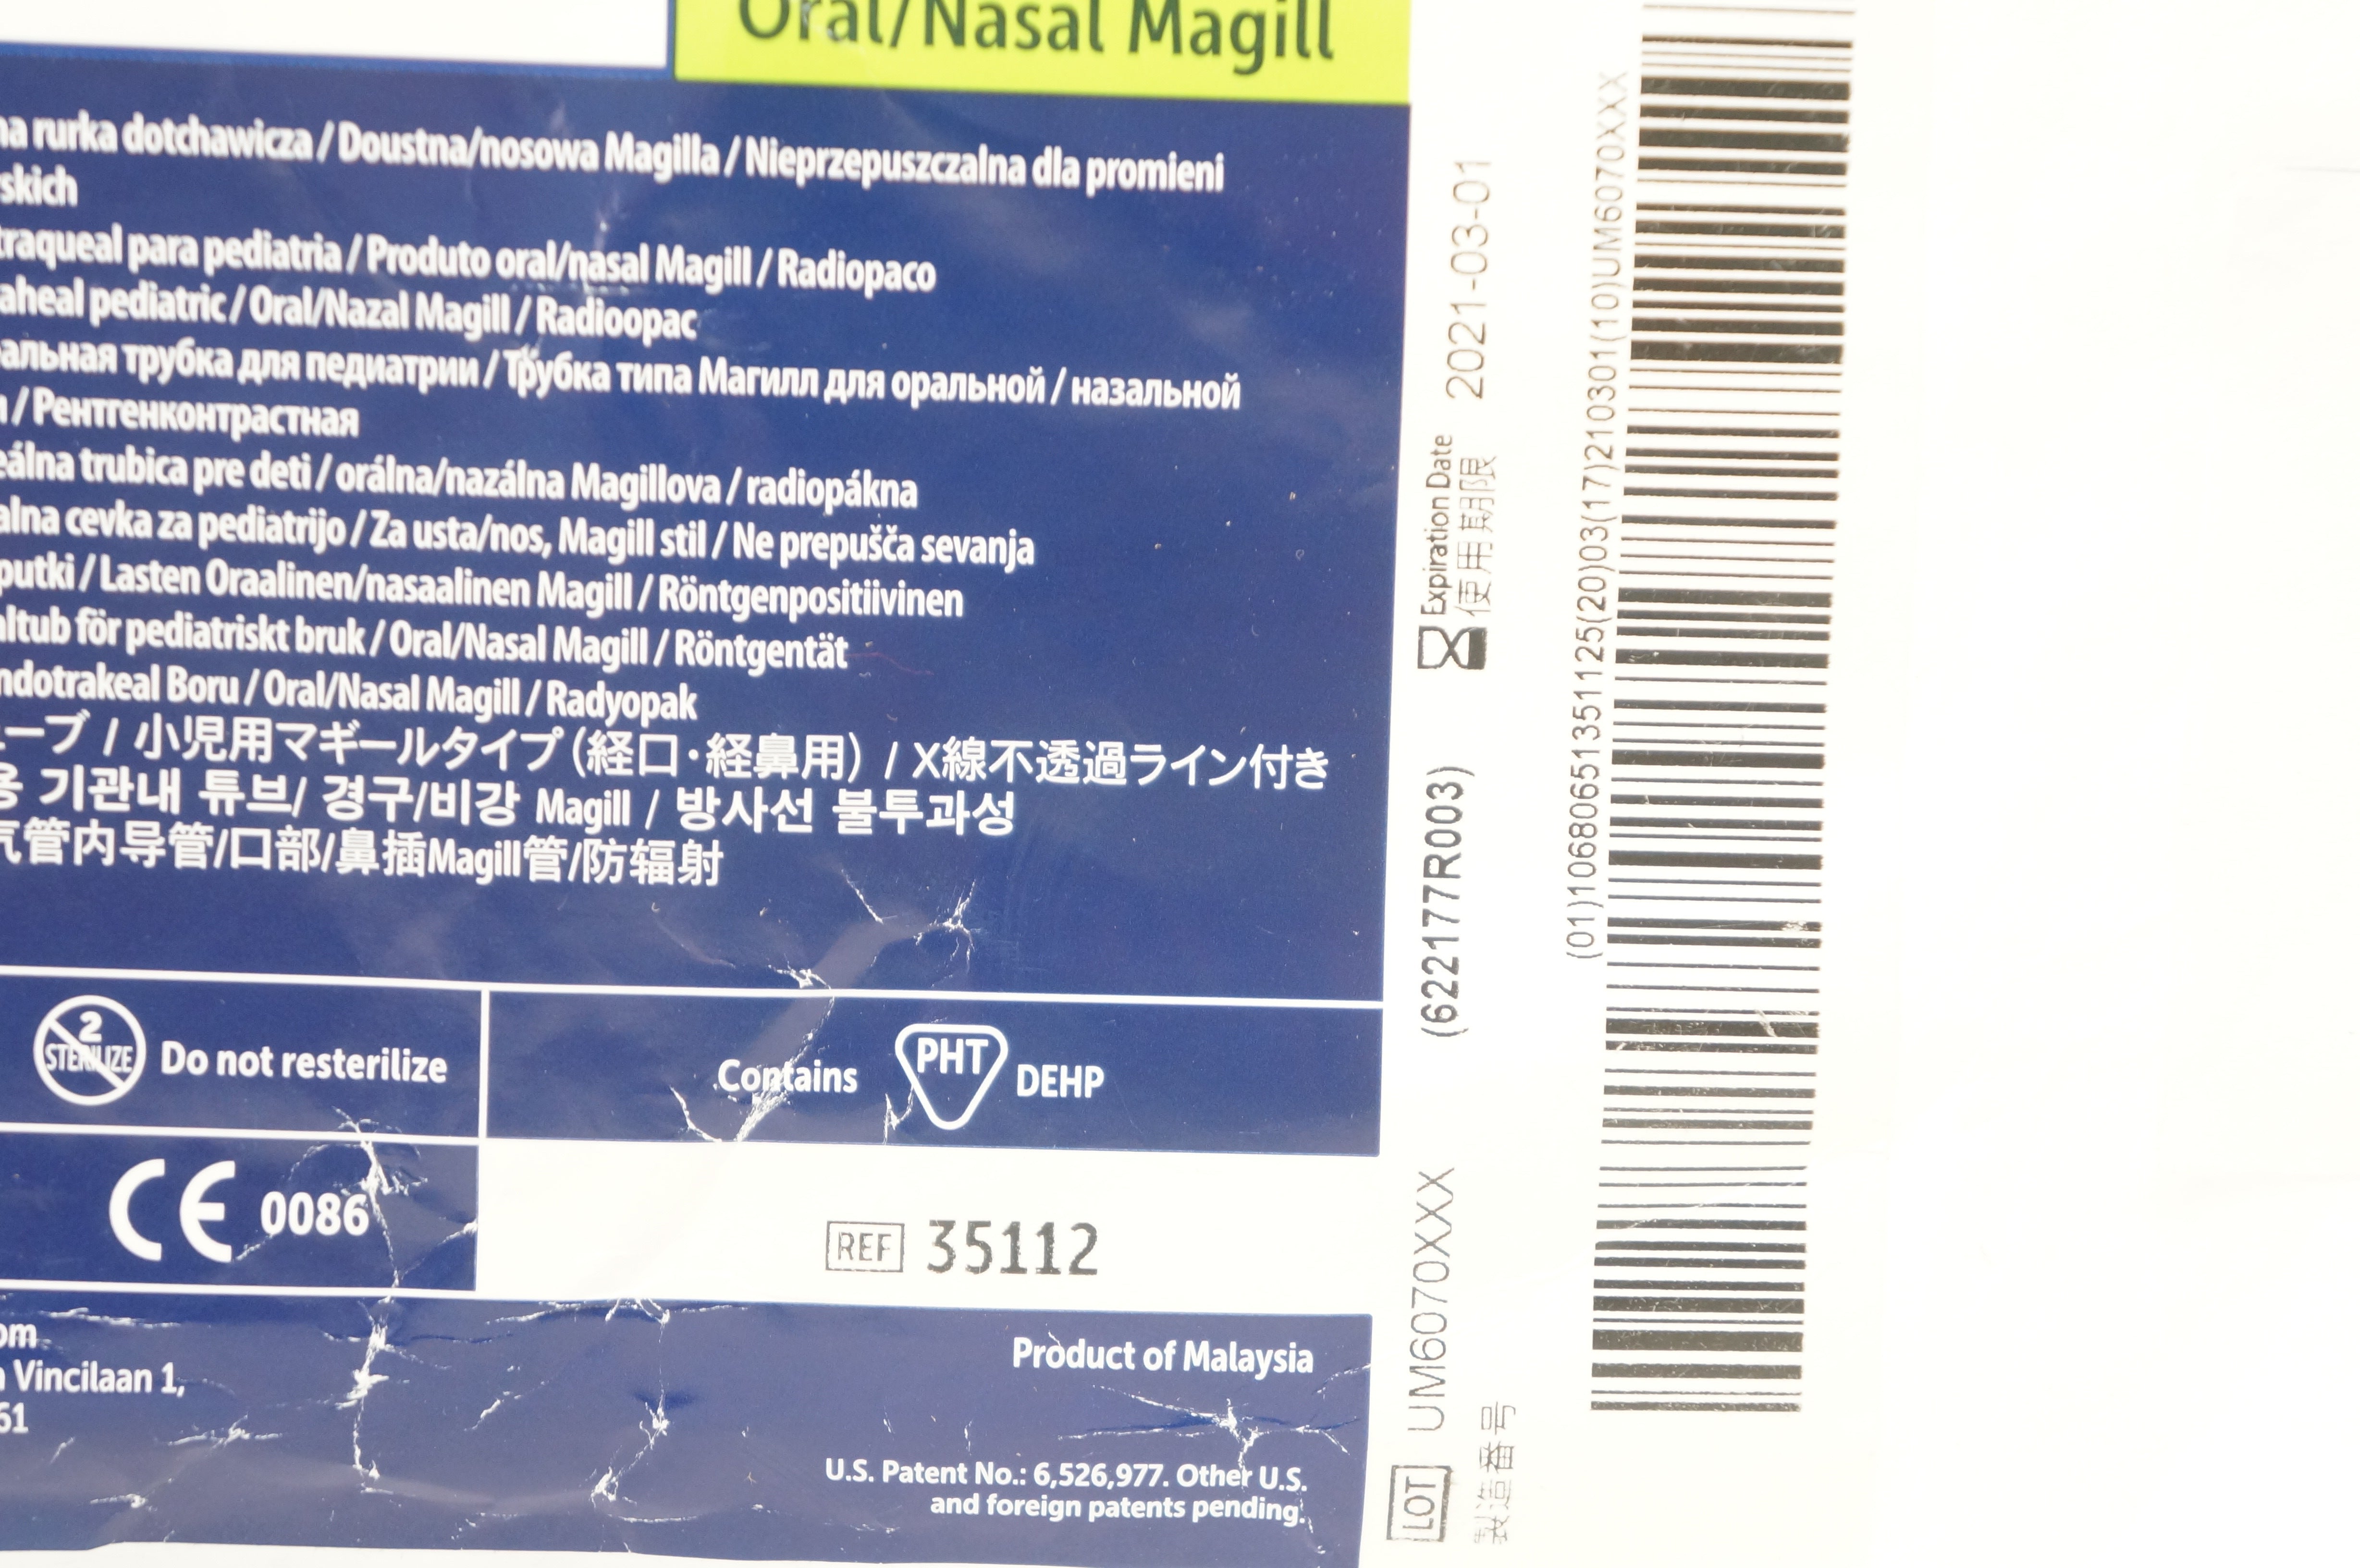 Oral/Nasal Magill
na rurka dotchawicza / Doustna/nosowa Magilla / Nieprzepuszczalna dla promieni
skich
traqueal para pediatria / Produto oral/nasal Magill / Radiopaco
aheal pediatric / Oral/Nazal Magill / Radioopac
альная трубка для педиатрии / Трубка типа Магилл для оральной / назальной
/ Рентгенконтрастная
eálna trubica pre deti / orálna/nazálna Magillova / radiopákna
alna cevka za pediatrijo / Za usta/nos, Magill stil / Ne prepušča sevanja
putki / Lasten Oraalinen/nasaalinen Magill / Röntgenpositiivinen
altub för pediatriskt bruk / Oral/Nasal Magill / Röntgentät
ndotrakeal Boru / Oral/Nasal Magill / Radyopak
ーブ / 小児用マギールタイプ（経口・経鼻用） / X線不透過ライン付き
용 기관내 튜브/ 경구/비강 Magill / 방사선 불투과성
气管内导管/口部/鼻插Magill管/防辐射
2 STERILIZE Do not resterilize
Contains PHT DEHP
CE 0086
REF 35112
om
Vincilaan 1,
61
Product of Malaysia
U.S. Patent No.: 6,526,977. Other U.S.
and foreign patents pending.
Expiration Date 2021-03-01
使用期限
(622177R003)
LOT UM6070XXX
製造番号
(01)10680651351125(20)03(17)210301(10)UM6070XXX